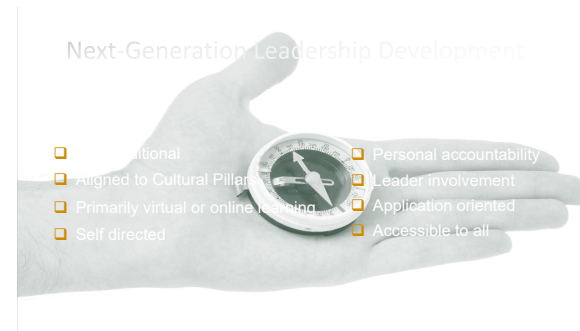 Next-Generation Leadership Development
Aligned to Cultural Pillars
Primarily virtual or online learning
Self directed
Personal accountability
Leader involvement
Application oriented
Accessible to all